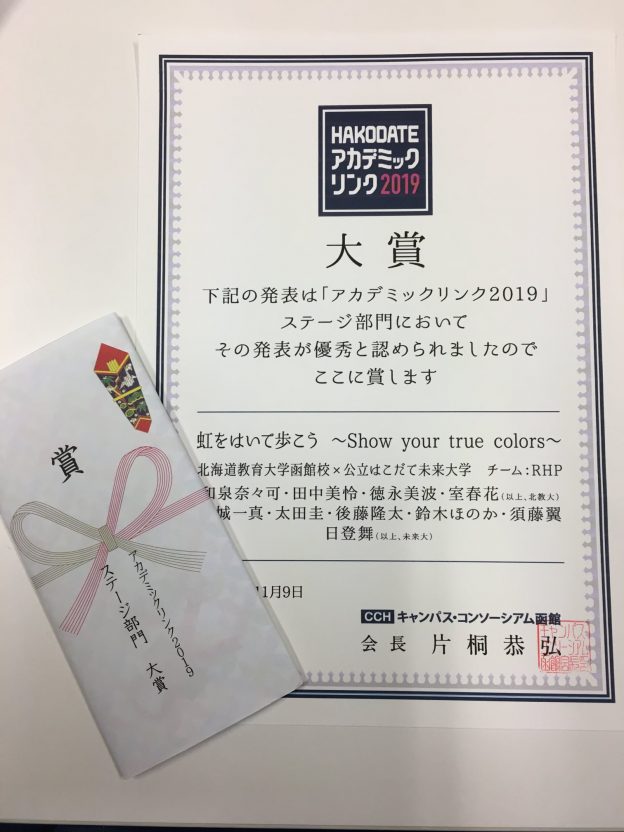 HAKODATE
アカデミック
リンク2019
大賞
下記の発表は「アカデミックリンク2019」
ステージ部門において
その発表が優秀と認められましたので
ここに賞します
虹をはいて歩こう ～Show your true colors～
北海道教育大学函館校×公立はこだて未来大学 チーム:RHP
和泉奈々可・田中美怜・徳永美波・室春花(以上、北教大)
城一真・太田圭・後藤隆太・鈴木ほのか・須藤翼
日登舞(以上、未来大)
11月9日
CCH キャンパス・コンソーシアム函館
会長 片桐恭弘
賞
アカデミックリンク2019
ステージ部門 大賞